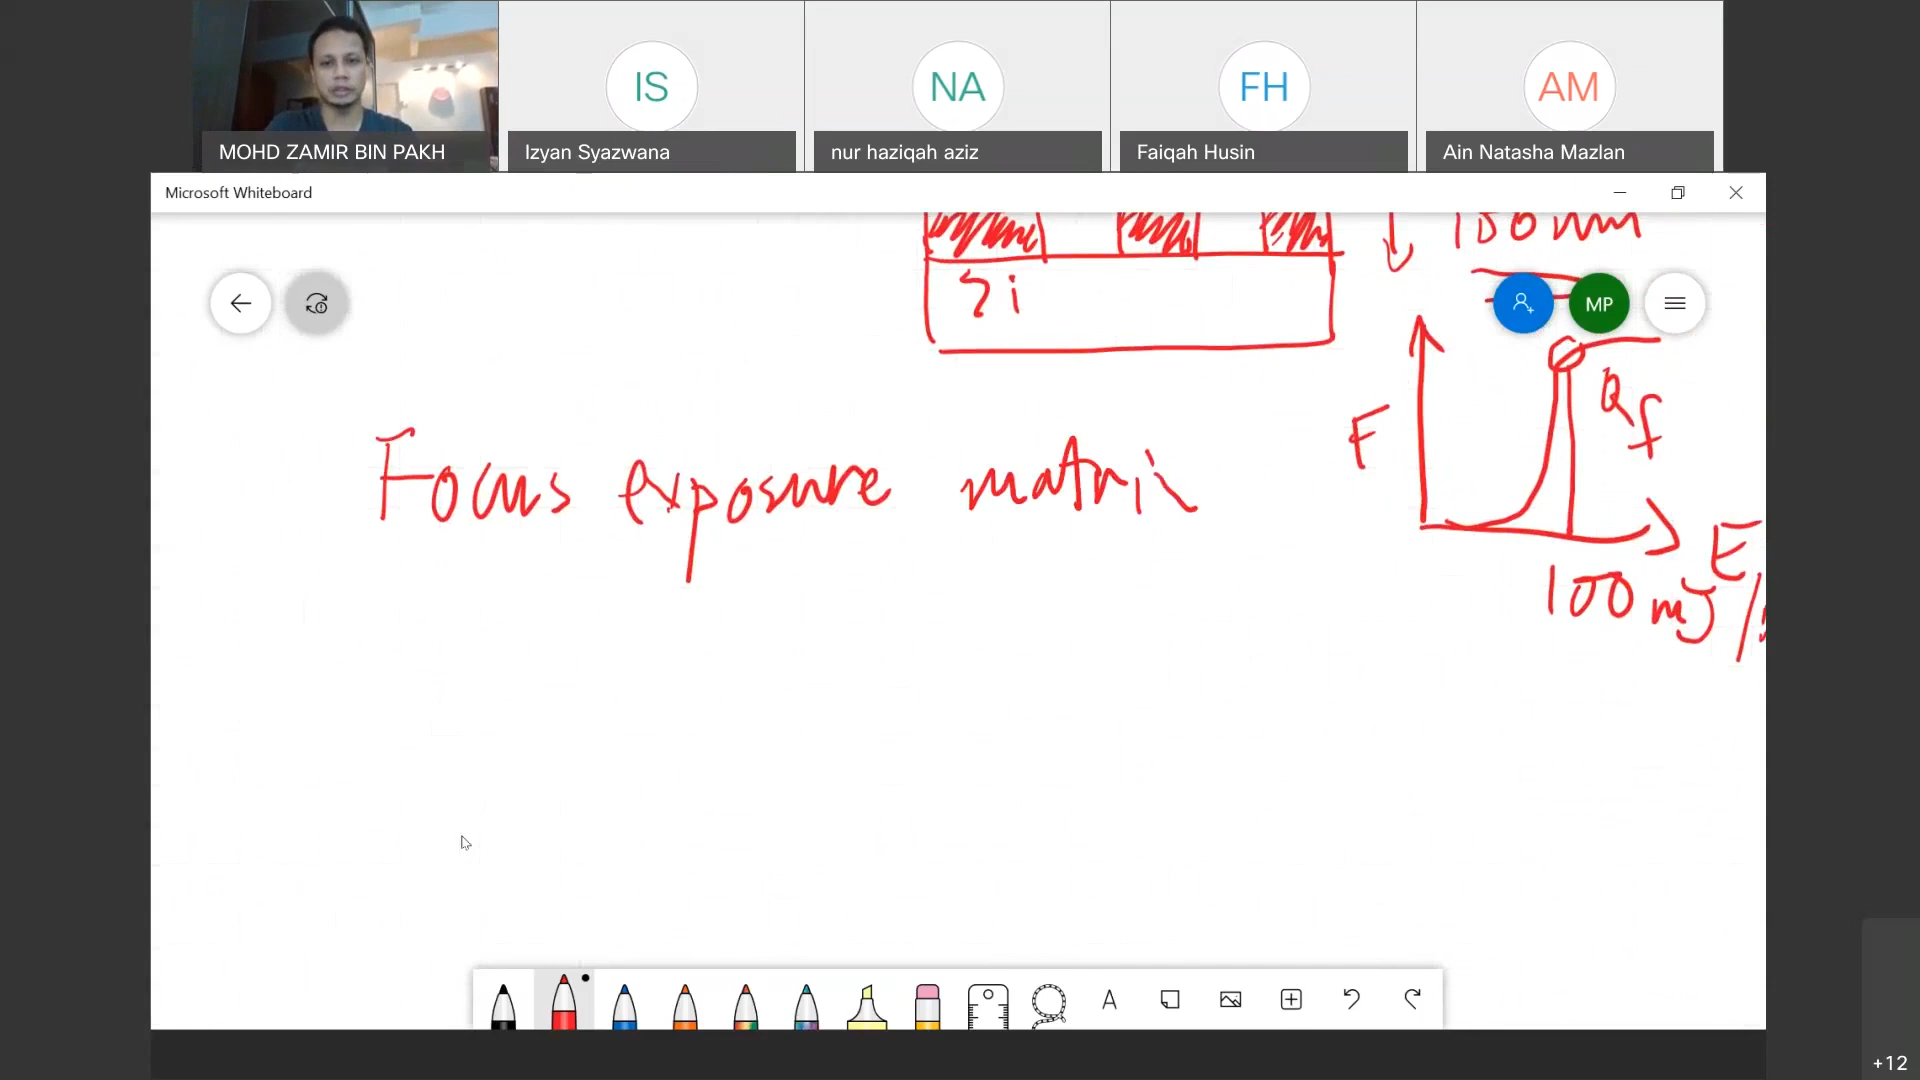 IS
NA
FH
AM
MOHD ZAMIR BIN PAKH
Izyan Syazwana
nur haziqah aziz
Faiqah Husin
Ain Natasha Mazlan
Microsoft Whiteboard
Si
MP
F
Qf
Focus exposure matrix
E
100 mJ/
A
+12